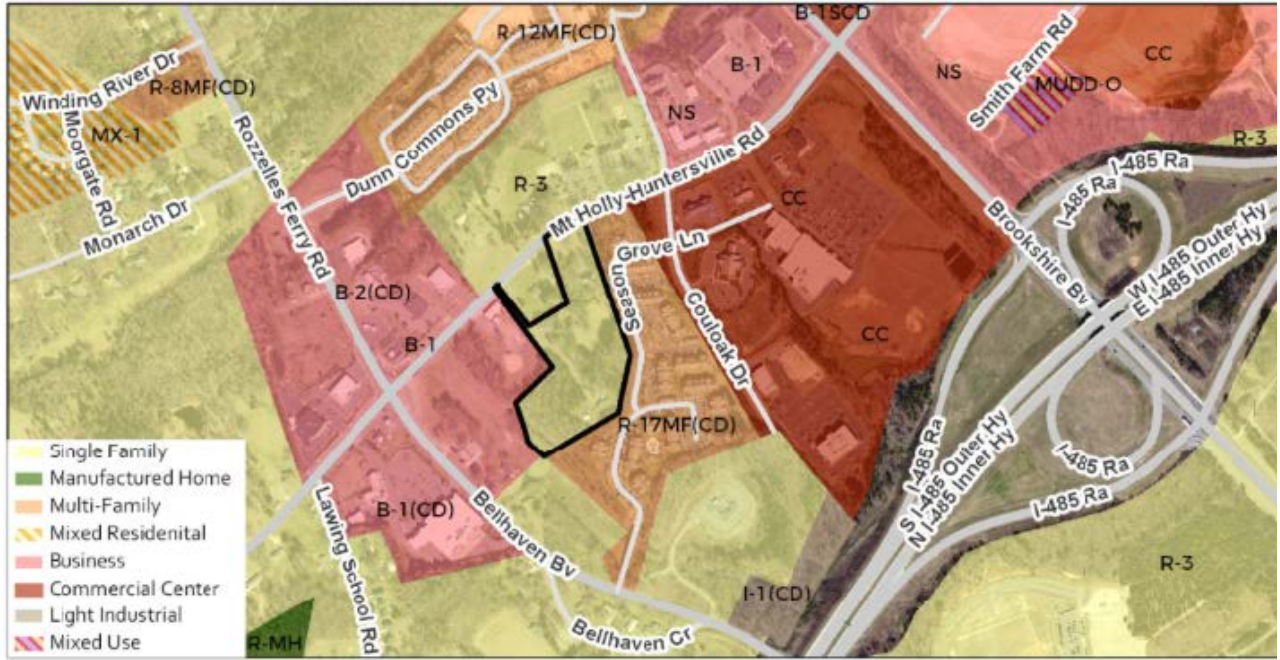 B-1SCD
Smith Farm Rd
R-12MF(CD)
CC
B-1
NS
Winding River Dr
R-8MF(CD)
MUDD-O
Moorgate Rd
MX-1
Dunn Commons Py
NS
R-3
I-485 Ra
I-485 Ra
Rozzelles Ferry Rd
R-3
Mt Holly-Huntersville Rd
Monarch Dr
CC
Grove Ln
Brookshire Bv
W I-485 Outer Hy
E I-485 Inner Hy
B-2(CD)
Season
B-1
Couloak Dr
CC
R-17MF(CD)
I-485 Ra
I-485 Ra
S I-485 Outer Hy
N I-485 Inner Hy
I-485 Ra
Single Family
Manufactured Home
Multi-Family
Mixed Residenital
Business
Commercial Center
Light Industrial
Mixed Use
Lawing School Rd
B-1(CD)
Bellhaven Bv
R-3
I-1(CD)
Bellhaven Cr
R-MH